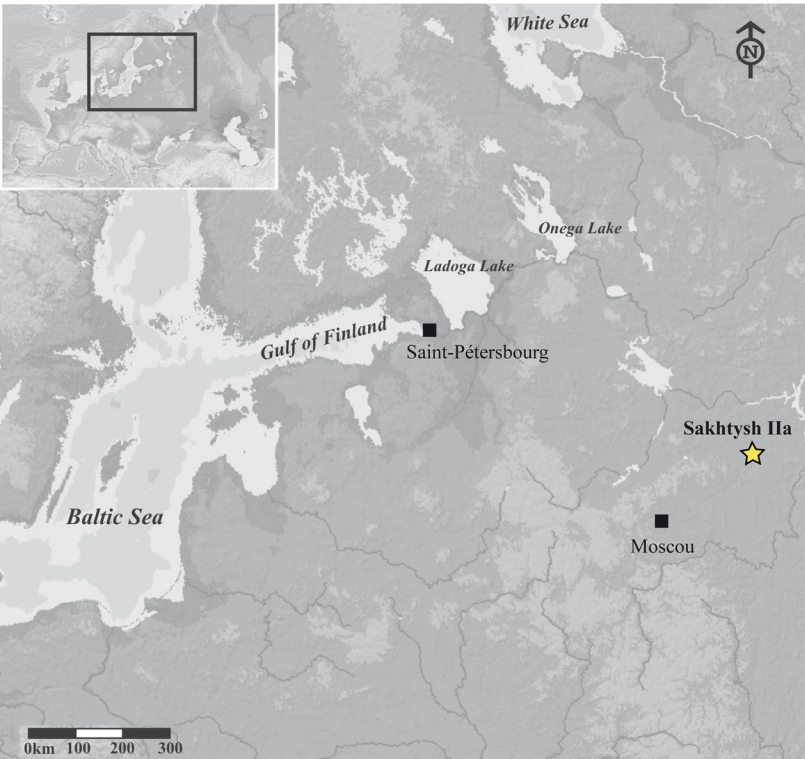 White Sea
N
Onega Lake
Ladoga Lake
Gulf of Finland
Saint-Pétersbourg
Sakhtysh IIa
Baltic Sea
Moscou
0km 100 200 300